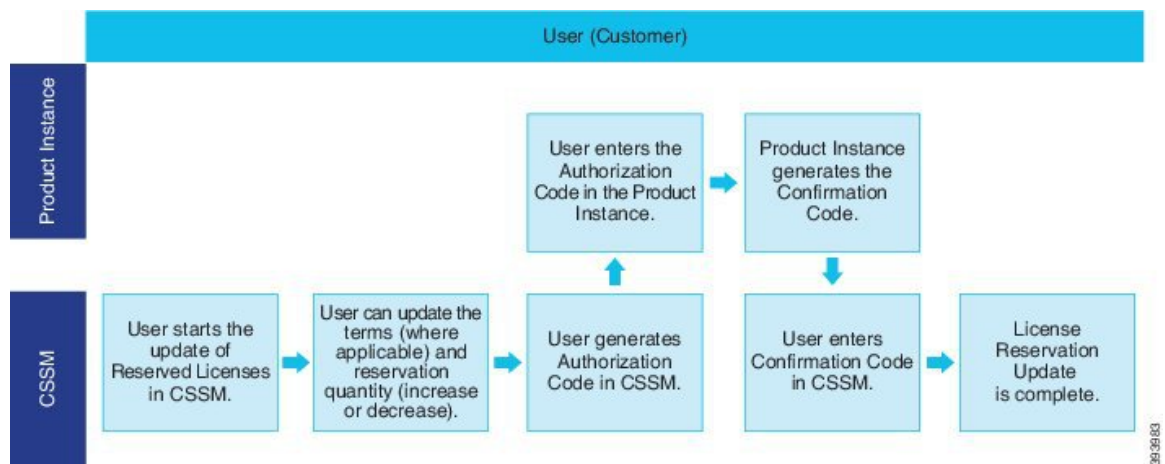 User (Customer)
Product Instance
User enters the
Authorization
Code in the Product
Instance.
Product Instance
generates the
Confirmation
Code.
CSSM
User starts the
update of
Reserved Licenses
in CSSM.
User can update the
terms (where
applicable) and
reservation
quantity (increase
or decrease).
User generates
Authorization
Code in CSSM.
User enters
Confirmation Code
in CSSM.
License
Reservation
Update
is complete.
393983